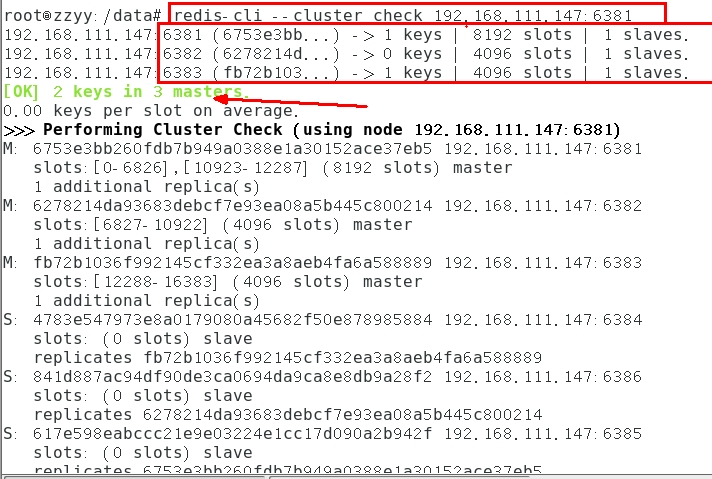 root@zzyy:/data# redis-cli --cluster check 192.168.111.147:6381
192.168.111.147:6381 (6753e3bb...) -> 1 keys | 8192 slots | 1 slaves.
192.168.111.147:6382 (6278214d...) -> 0 keys | 4096 slots | 1 slaves.
192.168.111.147:6383 (fb72b103...) -> 1 keys | 4096 slots | 1 slaves.
[OK] 2 keys in 3 masters.
0.00 keys per slot on average.
>>> Performing Cluster Check (using node 192.168.111.147:6381)
M: 6753e3bb260fdb7b949a0388e1a30152ace37eb5 192.168.111.147:6381
slots:[0-6826],[10923-12287] (8192 slots) master
1 additional replica(s)
M: 6278214da93683debcf7e93ea08a5b445c800214 192.168.111.147:6382
slots:[6827-10922] (4096 slots) master
1 additional replica(s)
M: fb72b1036f992145cf332ea3a8aeb4fa6a588889 192.168.111.147:6383
slots:[12288-16383] (4096 slots) master
1 additional replica(s)
S: 4783e547973e8a0179080a45682f50e878985884 192.168.111.147:6384
slots: (0 slots) slave
replicates fb72b1036f992145cf332ea3a8aeb4fa6a588889
S: 841d887ac94df90de3ca0694da9ca8e8db9a28f2 192.168.111.147:6386
slots: (0 slots) slave
replicates 6278214da93683debcf7e93ea08a5b445c800214
S: 617e598eabccc21e9e03224e1cc17d090a2b942f 192.168.111.147:6385
slots: (0 slots) slave
replicates 6753e3bb260fdb7b949a0388e1a30152ace37eb5